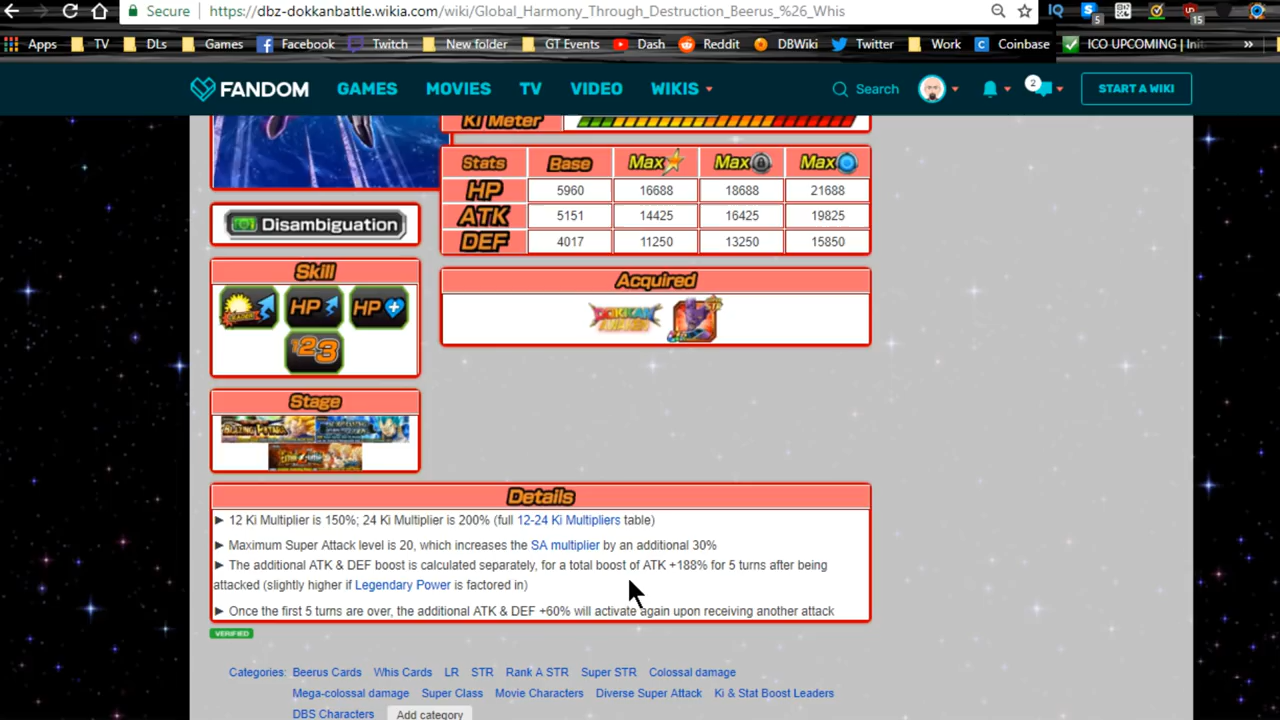 Secure
https://dbz-dokkanbattle.wikia.com/wiki/Global_Harmony_Through_Destruction_Beerus_%26_Whis
5
15
Apps TV DLs Games Facebook Twitch New folder GT Events Dash Reddit DBWiki Twitter Work Coinbase ICO UPCOMING | Ini »
FANDOM GAMES MOVIES TV VIDEO WIKIS Search 2 START A WIKI
Ki Meter
Stats Base Max Max Max
HP 5960 16688 18688 21688
ATK 5151 14425 16425 19825
DEF 4017 11250 13250 15850
Disambiguation
Skill
LEADER HP HP
123
Acquired
DOKKAN AWAKEN
Stage
Details
► 12 Ki Multiplier is 150%; 24 Ki Multiplier is 200% (full 12-24 Ki Multipliers table)
► Maximum Super Attack level is 20, which increases the SA multiplier by an additional 30%
► The additional ATK & DEF boost is calculated separately, for a total boost of ATK +188% for 5 turns after being
attacked (slightly higher if Legendary Power is factored in)
► Once the first 5 turns are over, the additional ATK & DEF +60% will activate again upon receiving another attack
VERIFIED
Categories: Beerus Cards Whis Cards LR STR Rank A STR Super STR Colossal damage
Mega-colossal damage Super Class Movie Characters Diverse Super Attack Ki & Stat Boost Leaders
DBS Characters Add category